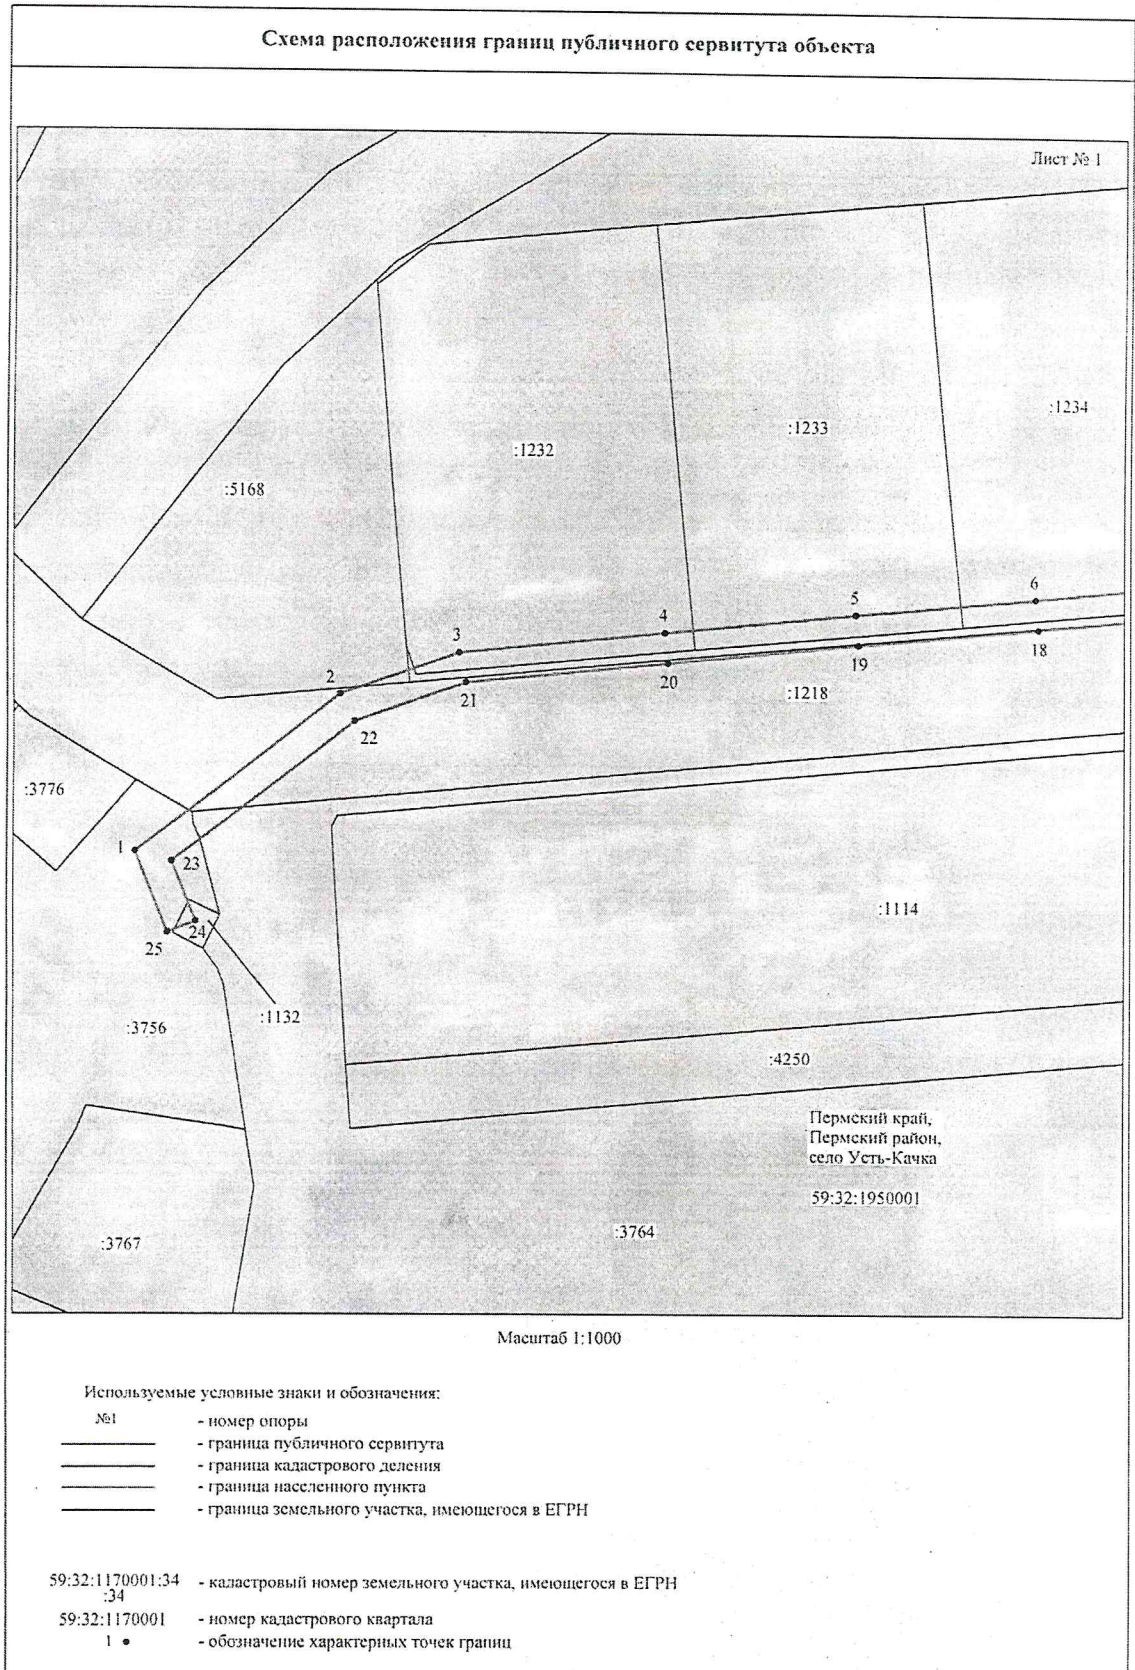 Схема расположения границ публичного сервитута объекта
Лист № 1
:1234
:1233
:1232
:5168
6
5
4
3
18
19
20
2
21
:1218
22
:3776
1
23
:1114
24
25
:1132
:3756
:4250
Пермский край,
Пермский район,
село Усть-Качка
59:32:1950001
:3764
:3767
Масштаб 1:1000
Используемые условные знаки и обозначения:
№1 - номер опоры
- граница публичного сервитута
- граница кадастрового деления
- граница населенного пункта
- граница земельного участка, имеющегося в ЕГРН
59:32:1170001:34 - кадастровый номер земельного участка, имеющегося в ЕГРН
:34
59:32:1170001 - номер кадастрового квартала
1 • - обозначение характерных точек границ